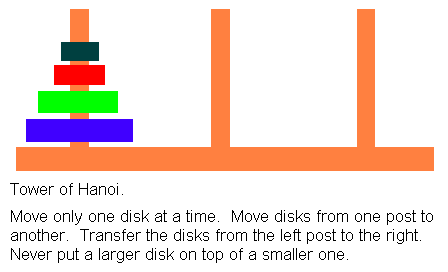 Tower of Hanoi.
Move only one disk at a time.  Move disks from one post to
another.  Transfer the disks from the left post to the right.
Never put a larger disk on top of a smaller one.